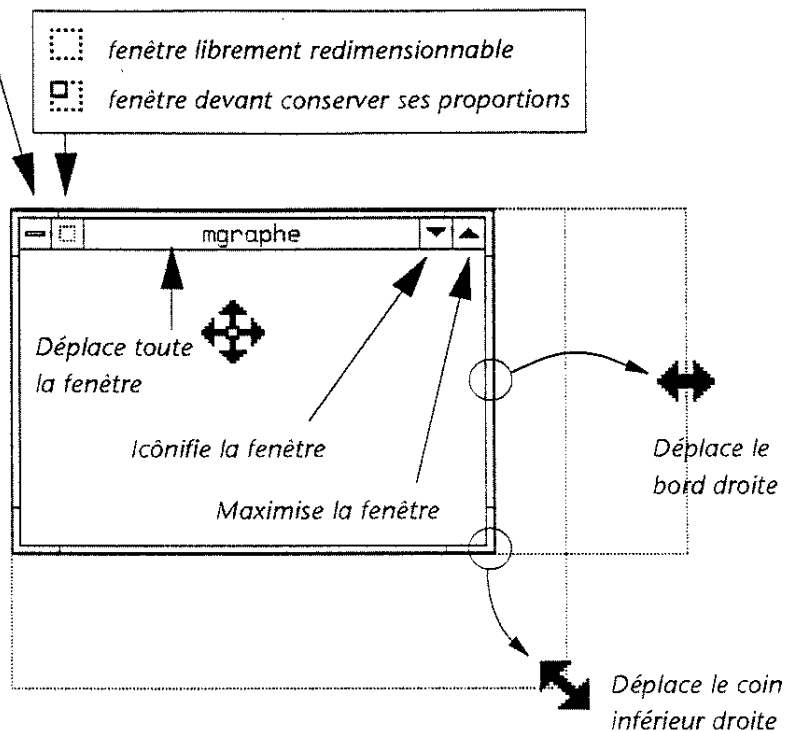 fenêtre librement redimensionnable
fenêtre devant conserver ses proportions
mgraphe
Déplace toute
la fenêtre
Icônifie la fenêtre
Maximise la fenêtre
Déplace le
bord droite
Déplace le coin
inférieur droite